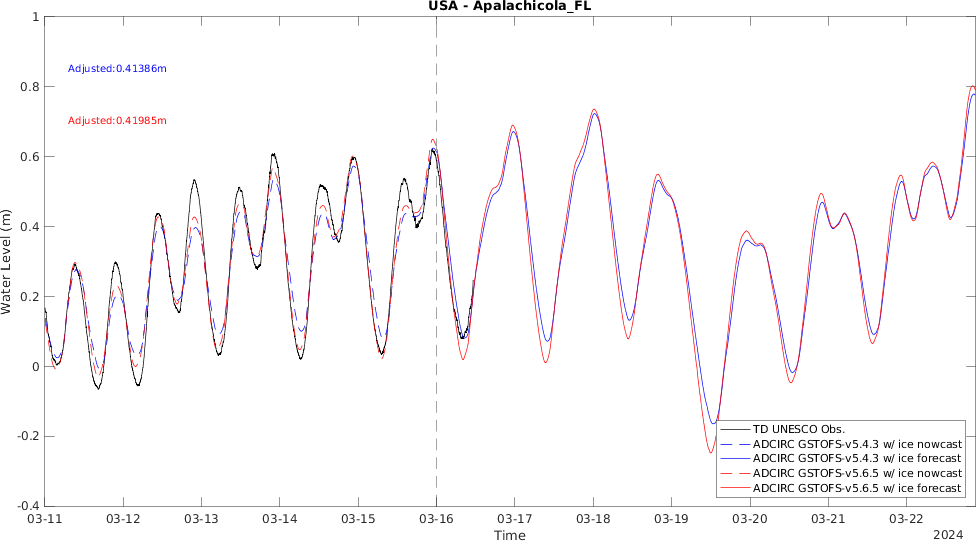 USA - Apalachicola_FL
1
Adjusted:0.41386m
0.8
Adjusted:0.41985m
0.6
0.4
Water Level (m)
0.2
0
-0.2
-0.4
TD UNESCO Obs.
ADCIRC GSTOFS-v5.4.3 w/ ice nowcast
ADCIRC GSTOFS-v5.4.3 w/ ice forecast
ADCIRC GSTOFS-v5.6.5 w/ ice nowcast
ADCIRC GSTOFS-v5.6.5 w/ ice forecast
03-11 03-12 03-13 03-14 03-15 03-16 03-17 03-18 03-19 03-20 03-21 03-22
Time
2024